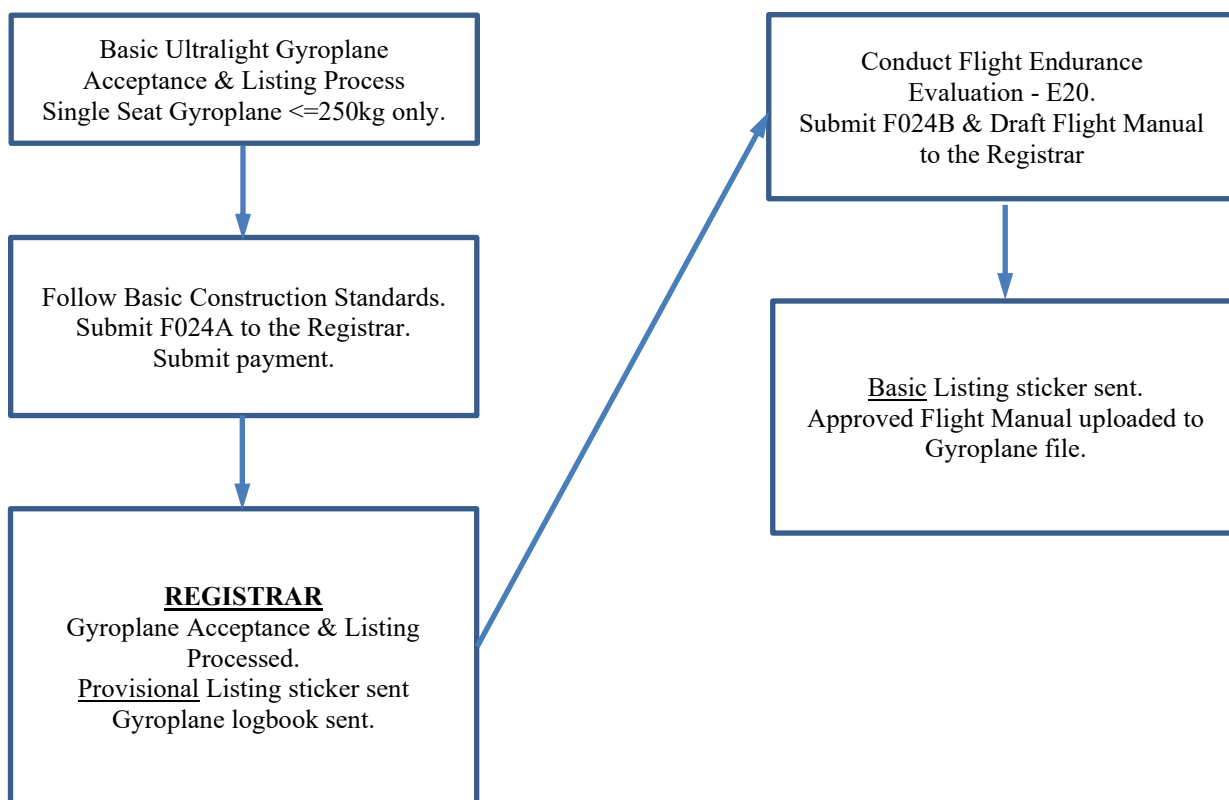 Basic Ultralight Gyroplane
Acceptance & Listing Process
Single Seat Gyroplane <=250kg only.
Follow Basic Construction Standards.
Submit F024A to the Registrar.
Submit payment.
REGISTRAR
Gyroplane Acceptance & Listing
Processed.
Provisional Listing sticker sent
Gyroplane logbook sent.
Conduct Flight Endurance
Evaluation - E20.
Submit F024B & Draft Flight Manual
to the Registrar
Basic Listing sticker sent.
Approved Flight Manual uploaded to
Gyroplane file.